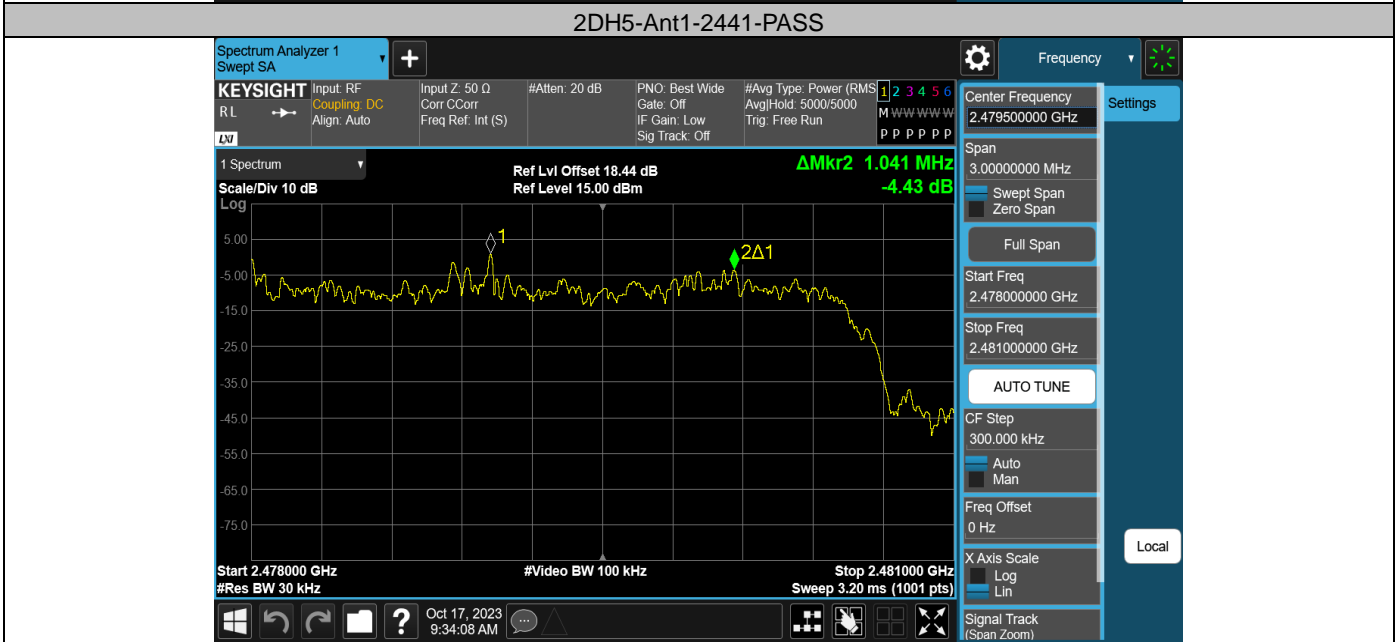 2DH5-Ant1-2441-PASS
Spectrum Analyzer 1
Swept SA
+
Frequency
KEYSIGHT
R L
LXI
Input: RF
Coupling: DC
Align: Auto
Input Z: 50 Ω
Corr CCorr
Freq Ref: Int (S)
#Atten: 20 dB
PNO: Best Wide
Gate: Off
IF Gain: Low
Sig Track: Off
#Avg Type: Power (RMS
Avg|Hold: 5000/5000
Trig: Free Run
1 2 3 4 5 6
M W W W W W
P P P P P P
1 Spectrum
Scale/Div 10 dB
Ref Lvl Offset 18.44 dB
Ref Level 15.00 dBm
ΔMkr2 1.041 MHz
-4.43 dB
Log
1
2Δ1
5.00
-5.00
-15.0
-25.0
-35.0
-45.0
-55.0
-65.0
-75.0
Start 2.478000 GHz
#Res BW 30 kHz
#Video BW 100 kHz
Stop 2.481000 GHz
Sweep 3.20 ms (1001 pts)
Center Frequency
2.479500000 GHz
Settings
Span
3.00000000 MHz
Swept Span
Zero Span
Full Span
Start Freq
2.478000000 GHz
Stop Freq
2.481000000 GHz
AUTO TUNE
CF Step
300.000 kHz
Auto
Man
Freq Offset
0 Hz
X Axis Scale
Log
Lin
Local
Signal Track
(Span Zoom)
?
Oct 17, 2023
9:34:08 AM